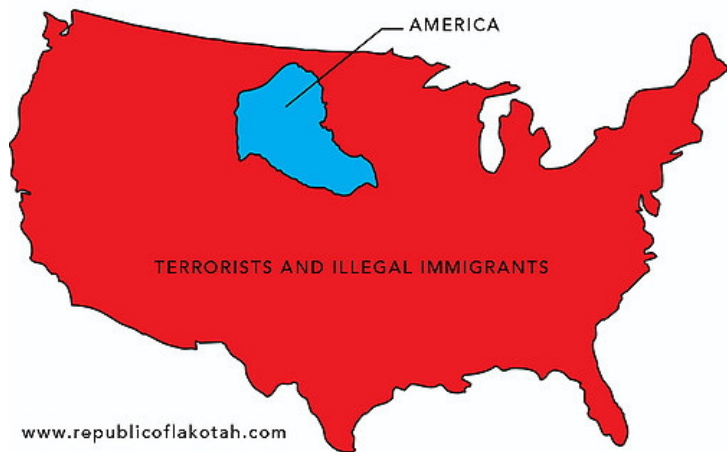 AMERICA
TERRORISTS AND ILLEGAL IMMIGRANTS
www.republicoflakotah.com